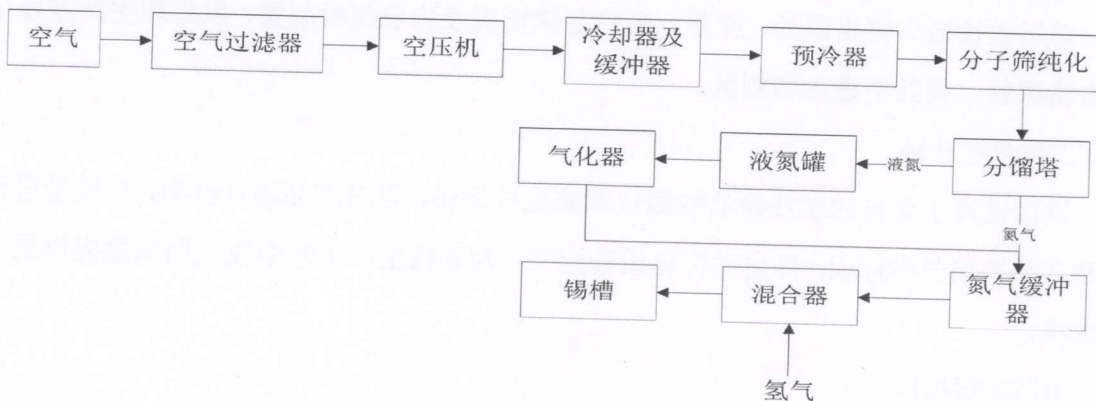 空气
空气过滤器
空压机
冷却器及
缓冲器
预冷器
分子筛纯化
气化器
液氮罐
液氮
分馏塔
氮气
锡槽
混合器
氮气缓冲
器
氢气